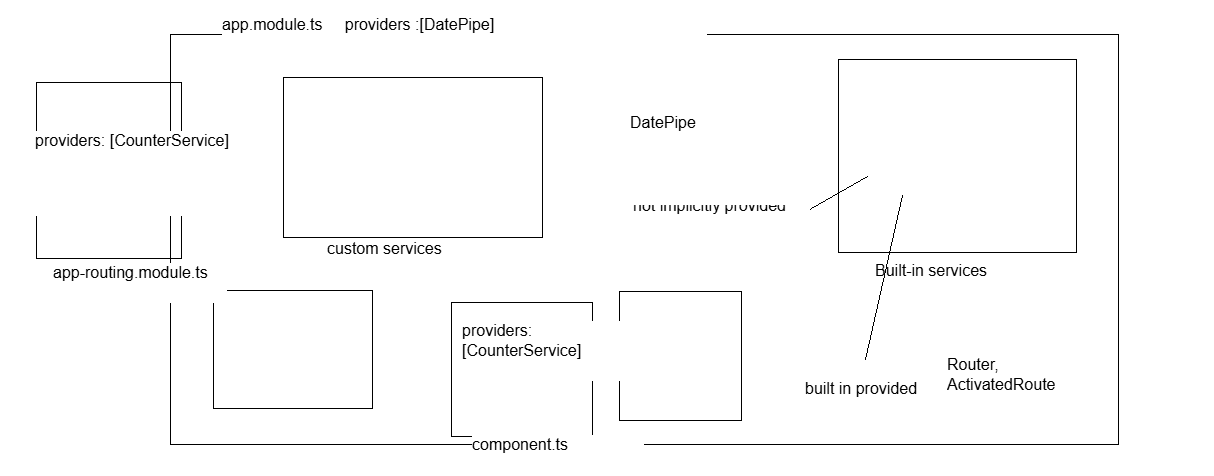 app.module.ts providers :[DatePipe]
DatePipe
providers: [CounterService]
not implicitly provided
custom services
app-routing.module.ts
Built-in services
providers:
[CounterService]
Router,
ActivatedRoute
built in provided
component.ts